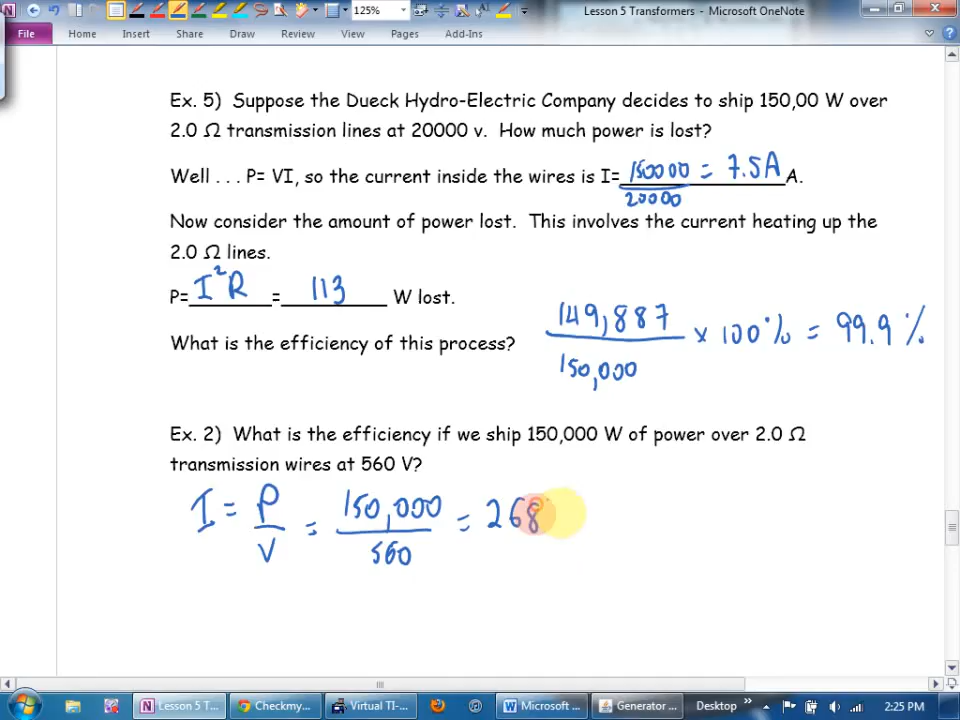 125%
Lesson 5 Transformers - Microsoft OneNote
File Home Insert Share Draw Review View Pages Add-Ins
Ex. 5) Suppose the Dueck Hydro-Electric Company decides to ship 150,00 W over
2.0 Ω transmission lines at 20000 v. How much power is lost?
Well . . . P= VI, so the current inside the wires is I= 150000 / 20000 = 7.5A A.
Now consider the amount of power lost. This involves the current heating up the
2.0 Ω lines.
P= I²R = 113 W lost.
What is the efficiency of this process? 149,887 / 150,000 × 100% = 99.9%
Ex. 2) What is the efficiency if we ship 150,000 W of power over 2.0 Ω
transmission wires at 560 V?
I = P / V = 150,000 / 560 = 268
Lesson 5 T... Checkmy... Virtual TI-... Microsoft ... Generator ... Desktop 2:25 PM